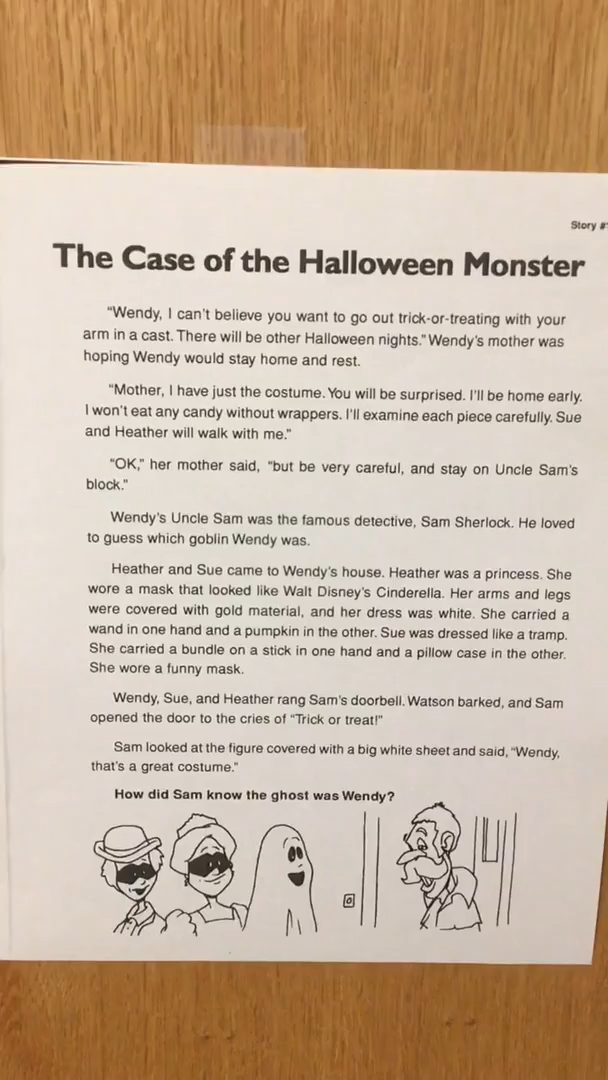 Story #
The Case of the Halloween Monster
"Wendy, I can't believe you want to go out trick-or-treating with your
arm in a cast. There will be other Halloween nights." Wendy's mother was
hoping Wendy would stay home and rest.
"Mother, I have just the costume. You will be surprised. I'll be home early.
I won't eat any candy without wrappers. I'll examine each piece carefully. Sue
and Heather will walk with me."
"OK," her mother said, "but be very careful, and stay on Uncle Sam's
block."
Wendy's Uncle Sam was the famous detective, Sam Sherlock. He loved
to guess which goblin Wendy was.
Heather and Sue came to Wendy's house. Heather was a princess. She
wore a mask that looked like Walt Disney's Cinderella. Her arms and legs
were covered with gold material, and her dress was white. She carried a
wand in one hand and a pumpkin in the other. Sue was dressed like a tramp.
She carried a bundle on a stick in one hand and a pillow case in the other.
She wore a funny mask.
Wendy, Sue, and Heather rang Sam's doorbell. Watson barked, and Sam
opened the door to the cries of "Trick or treat!"
Sam looked at the figure covered with a big white sheet and said, "Wendy,
that's a great costume."
How did Sam know the ghost was Wendy?